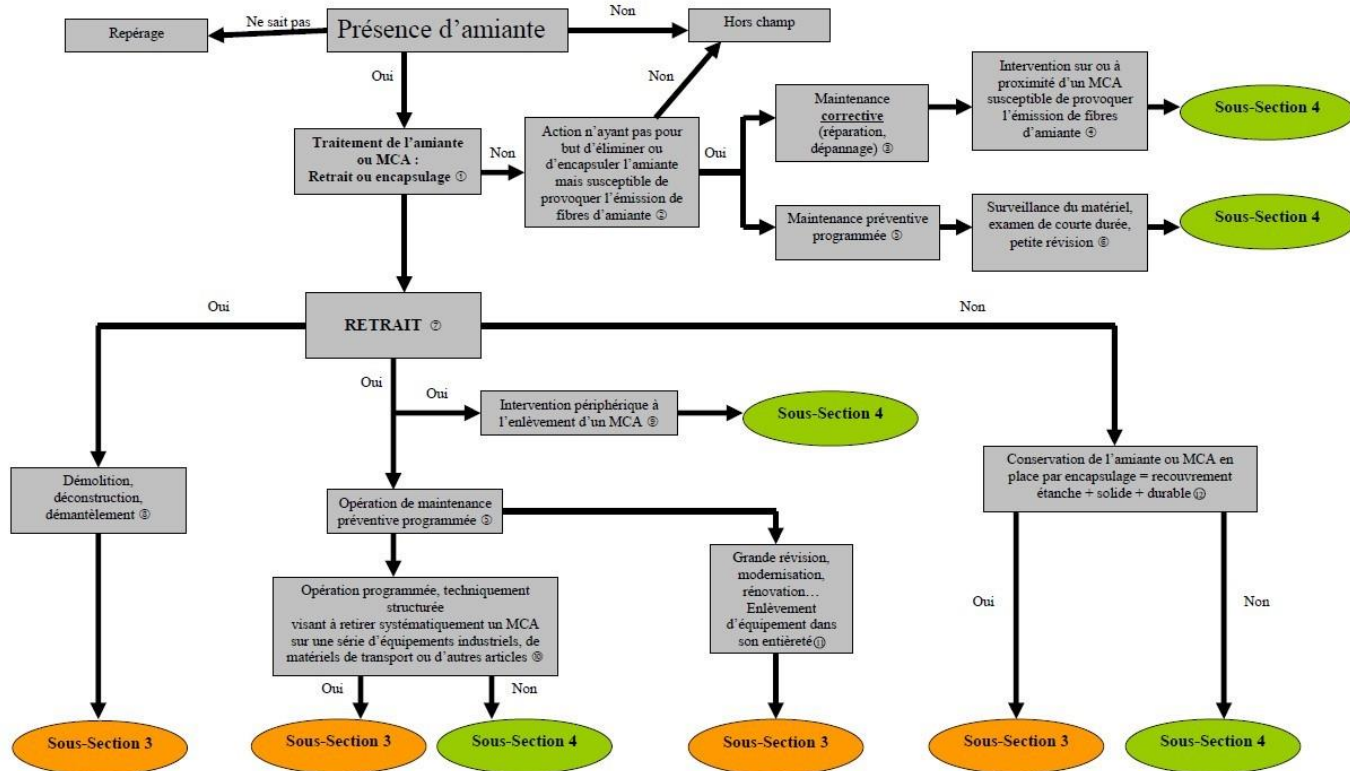 Repérage
Ne sait pas
Présence d’amiante
Non
Hors champ
Oui
Non
Traitement de l’amiante
ou MCA :
Retrait ou encapsulage ①
Non
Action n’ayant pas pour
but d’éliminer ou
d’encapsuler l’amiante
mais susceptible de
provoquer l’émission de
fibres d’amiante ②
Oui
Maintenance
corrective
(réparation,
dépannage) ③
Intervention sur ou à
proximité d’un MCA
susceptible de provoquer
l’émission de fibres
d’amiante ④
Sous-Section 4
Maintenance préventive
programmée ⑤
Surveillance du matériel,
examen de courte durée,
petite révision ⑥
Sous-Section 4
Oui
RETRAIT ⑦
Non
Oui
Oui
Intervention périphérique à
l’enlèvement d’un MCA ⑨
Sous-Section 4
Démolition,
déconstruction,
démantèlement ⑧
Opération de maintenance
préventive programmée ⑤
Conservation de l’amiante ou MCA en
place par encapsulage = recouvrement
étanche + solide + durable ⑫
Opération programmée, techniquement
structurée
visant à retirer systématiquement un MCA
sur une série d’équipements industriels, de
matériels de transport ou d’autres articles ⑩
Grande révision,
modernisation,
rénovation…
Enlèvement
d’équipement dans
son entièreté ⑪
Oui
Non
Oui
Non
Sous-Section 3
Sous-Section 3
Sous-Section 4
Sous-Section 3
Sous-Section 3
Sous-Section 4